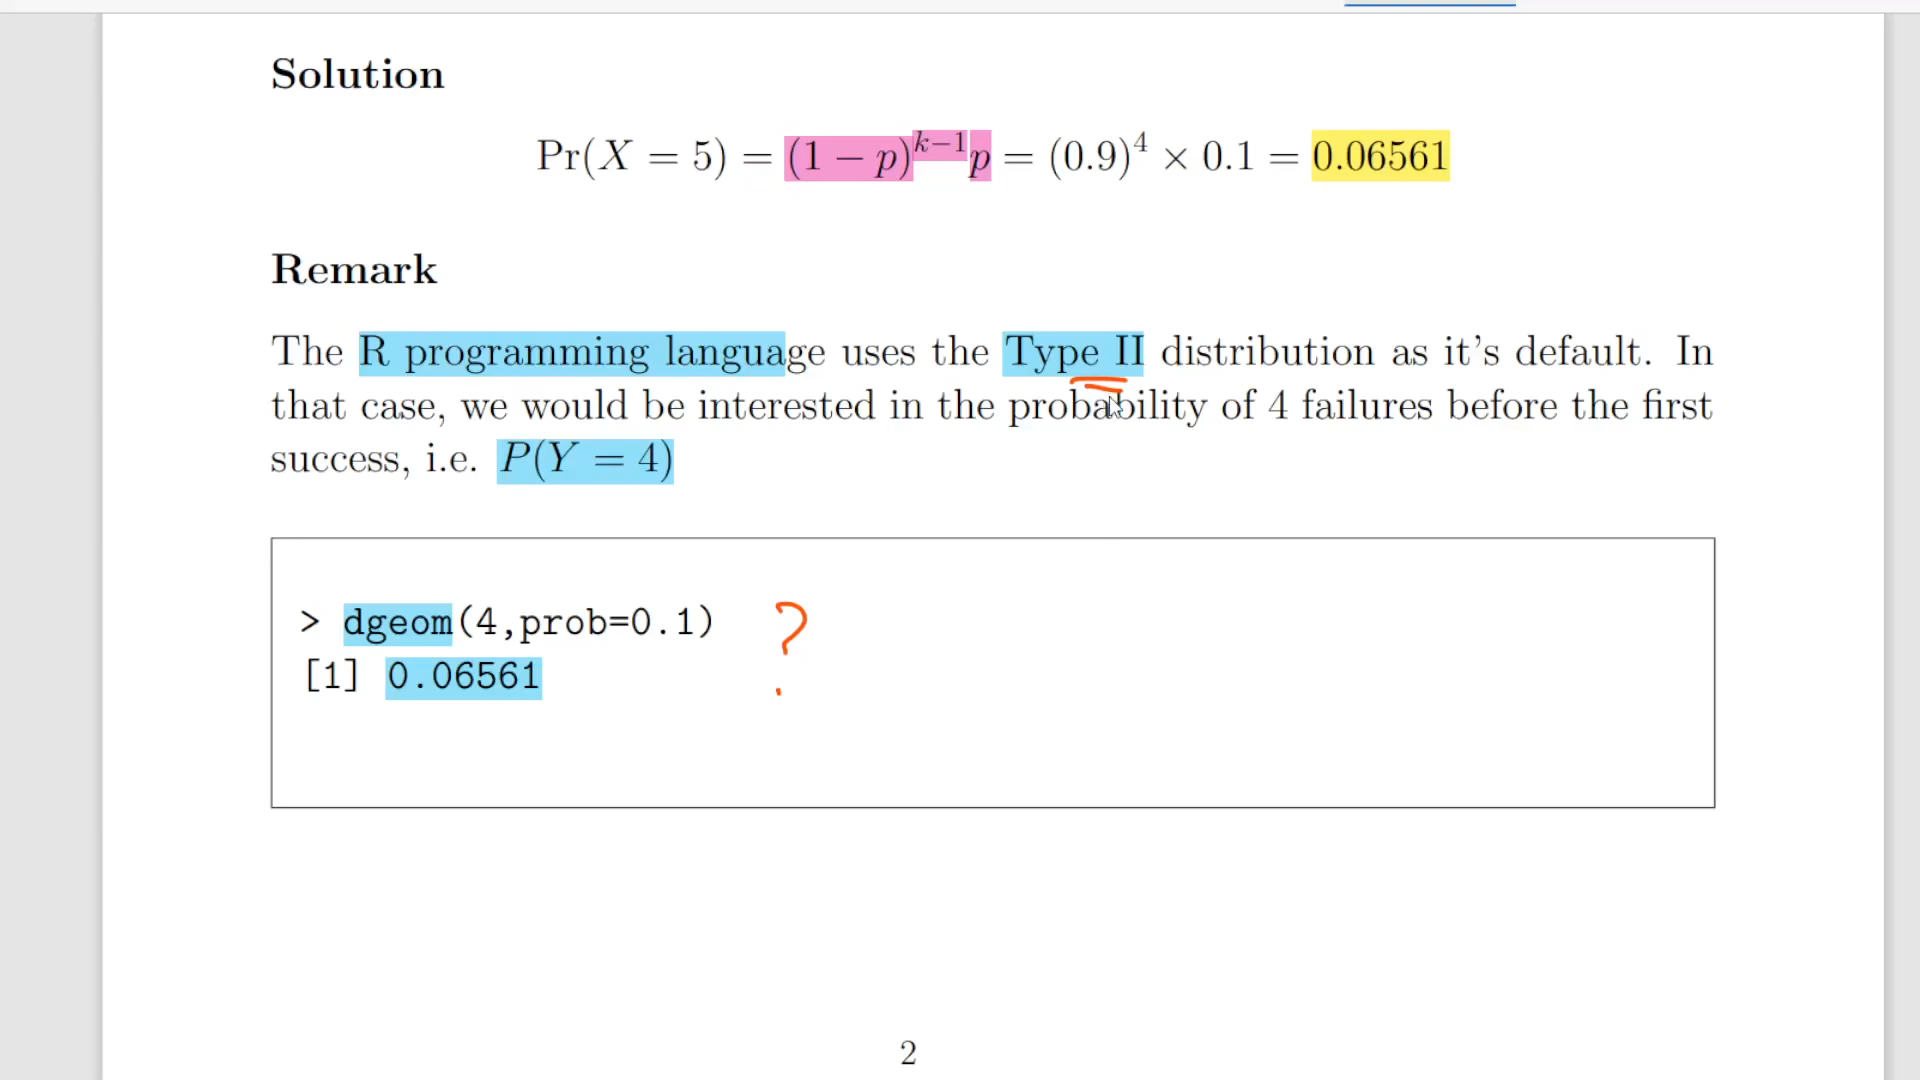 Solution
Pr(X = 5) = (1 − p)^{k−1}p = (0.9)^4 × 0.1 = 0.06561
Remark
The R programming language uses the Type II distribution as it's default. In
that case, we would be interested in the probability of 4 failures before the first
success, i.e. P(Y = 4)
> dgeom(4,prob=0.1) ?
[1] 0.06561
2